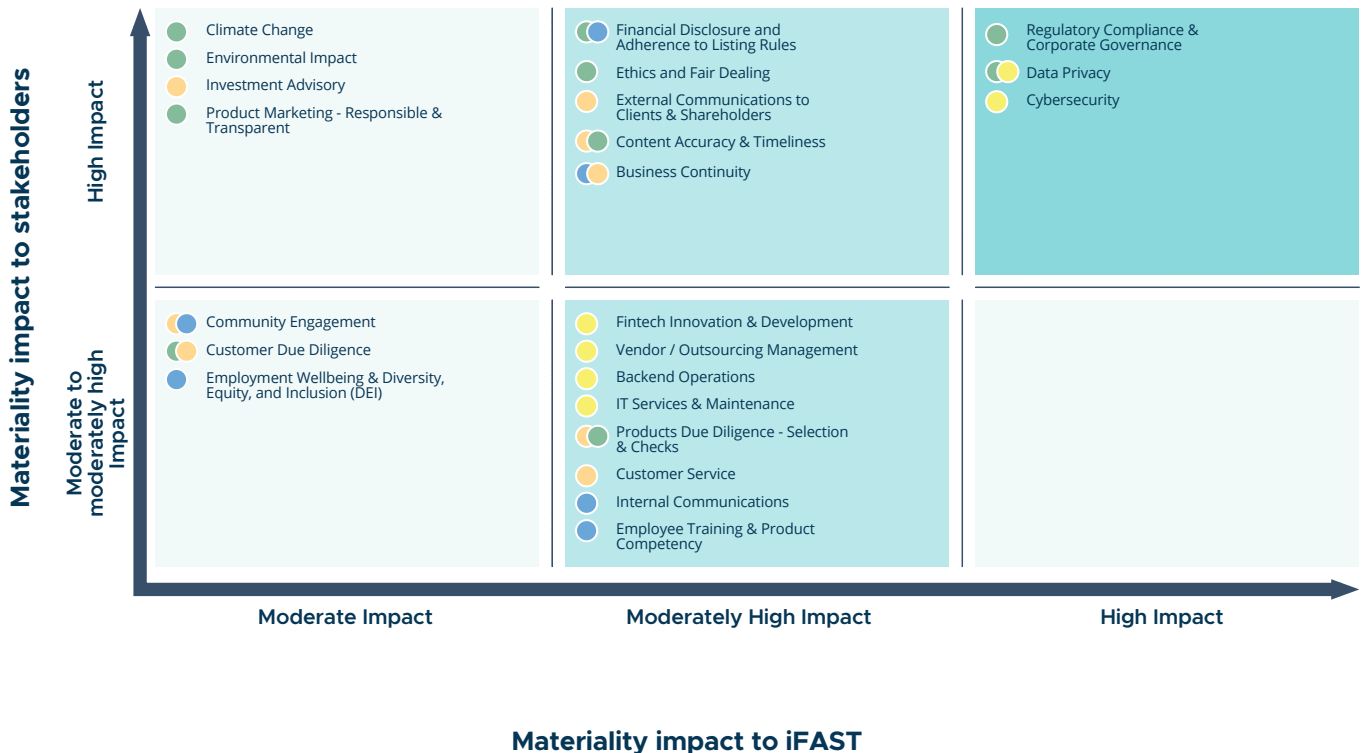 Materiality impact to stakeholders
High Impact
Climate Change
Environmental Impact
Investment Advisory
Product Marketing - Responsible &
Transparent
Financial Disclosure and
Adherence to Listing Rules
Ethics and Fair Dealing
External Communications to
Clients & Shareholders
Content Accuracy & Timeliness
Business Continuity
Regulatory Compliance &
Corporate Governance
Data Privacy
Cybersecurity
Moderate to
moderately high
Impact
Community Engagement
Customer Due Diligence
Employment Wellbeing & Diversity,
Equity, and Inclusion (DEI)
Fintech Innovation & Development
Vendor / Outsourcing Management
Backend Operations
IT Services & Maintenance
Products Due Diligence - Selection
& Checks
Customer Service
Internal Communications
Employee Training & Product
Competency
Moderate Impact
Moderately High Impact
High Impact
Materiality impact to iFAST